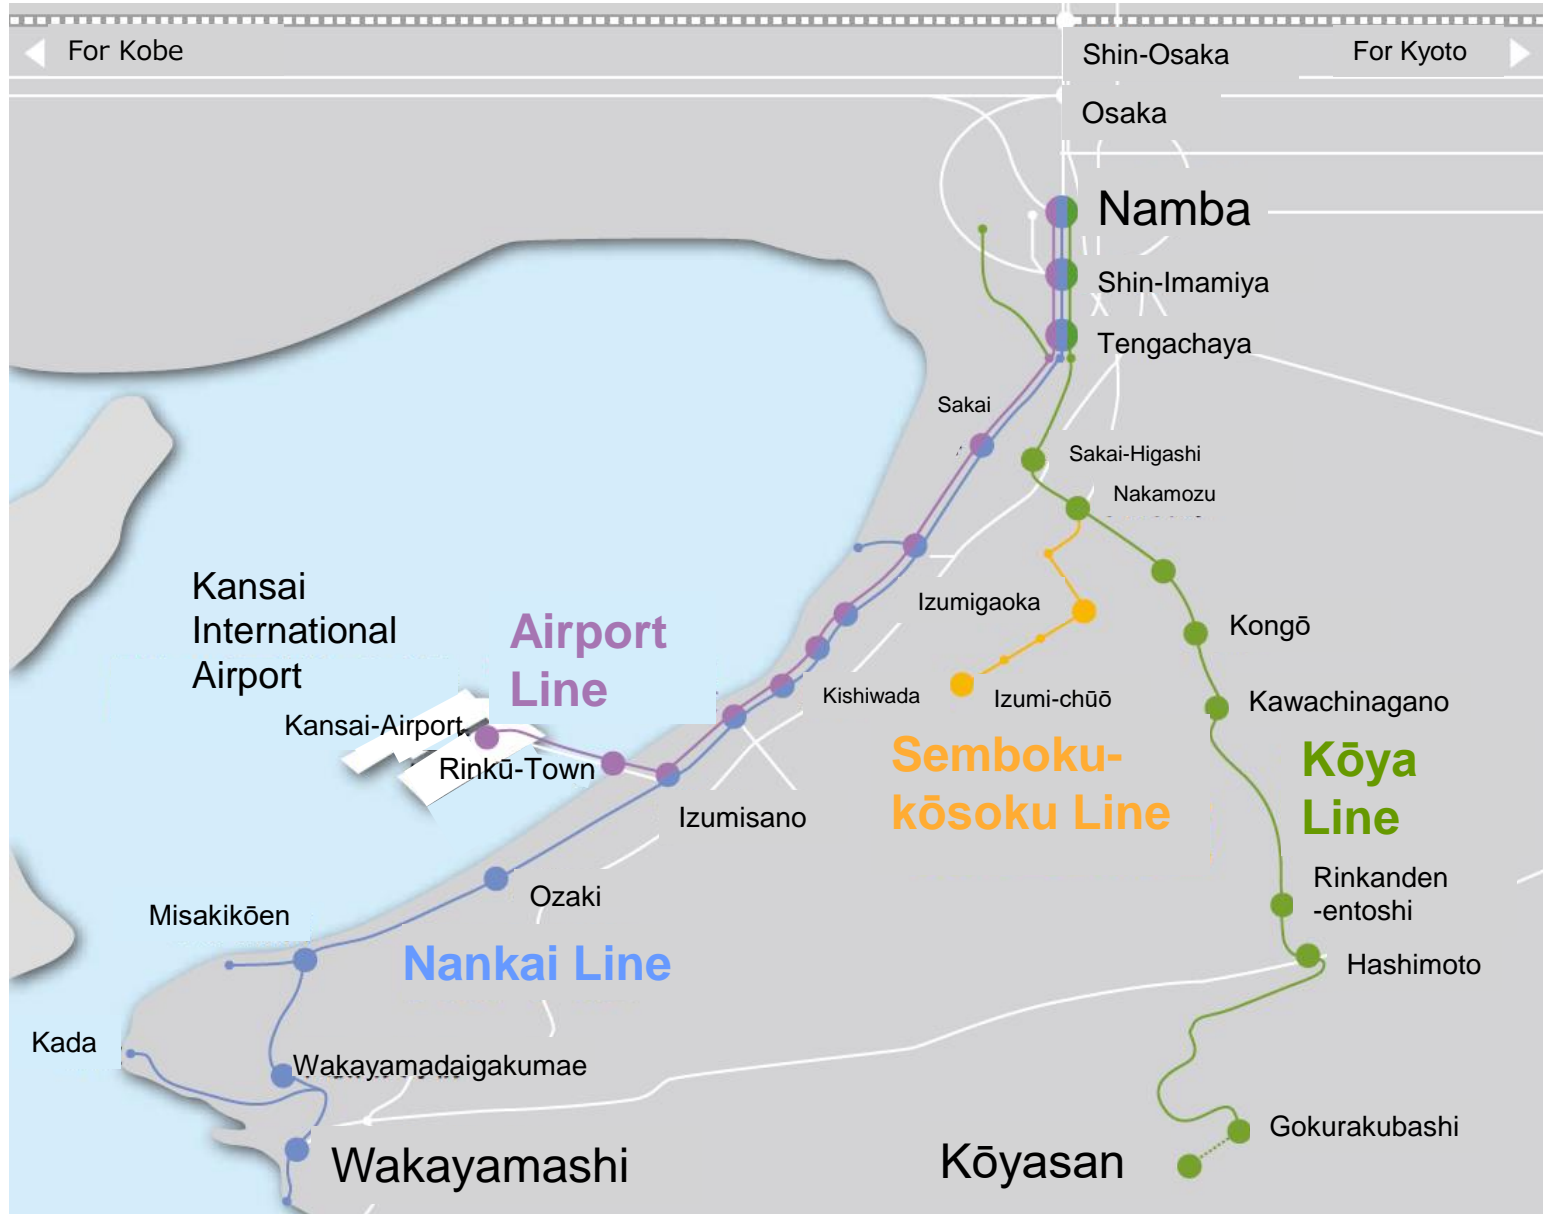 For Kobe
Shin-Osaka
For Kyoto
Osaka
Namba
Shin-Imamiya
Tengachaya
Sakai
Sakai-Higashi
Nakamozu
Kansai
International
Airport
Airport
Line
Izumigaoka
Kongō
Kishiwada
Izumi-chūō
Kawachinagano
Kansai-Airport
Rinkū-Town
Semboku-
kōsoku Line
Kōya
Line
Izumisano
Ozaki
Rinkanden
-entoshi
Misakikōen
Nankai Line
Hashimoto
Kada
Wakayamadaigakumae
Gokurakubashi
Wakayamashi
Kōyasan